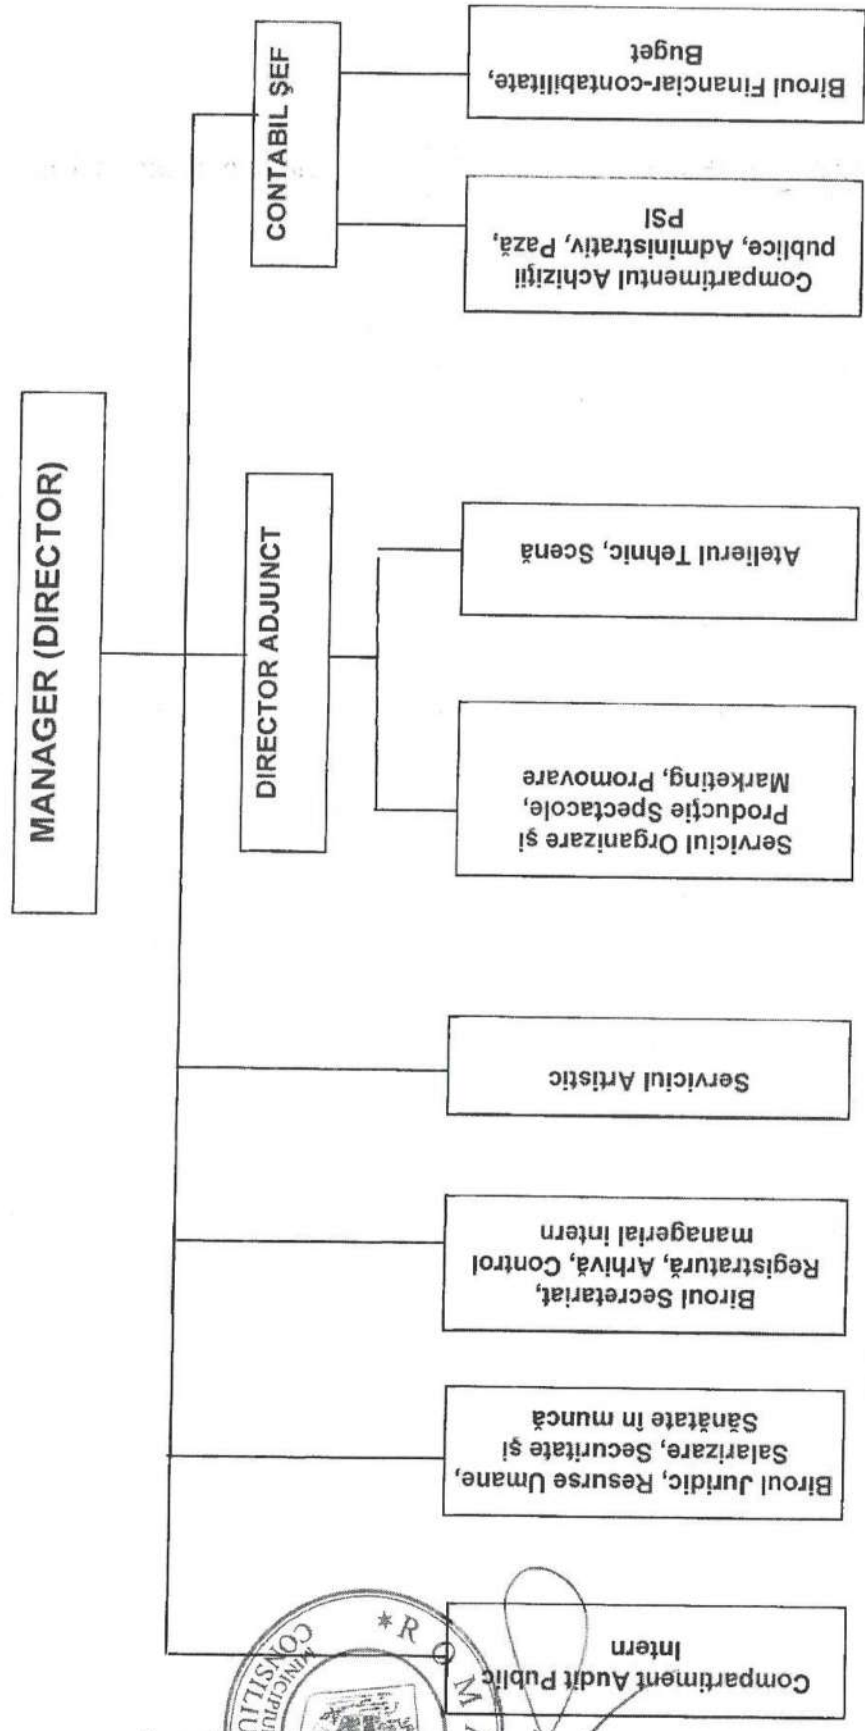 MANAGER (DIRECTOR)
DIRECTOR ADJUNCT
CONTABIL ŞEF
Compartiment Audit Public
Intern
Biroul Juridic, Resurse Umane,
Salarizare, Securitate şi
Sănătate în muncă
Biroul Secretariat,
Registratură, Arhivă, Control
managerial intern
Serviciul Artistic
Serviciul Organizare şi
Producţie Spectacole,
Marketing, Promovare
Atelierul Tehnic, Scenă
Compartimentul Achiziţii
publice, Administrativ, Pază,
PSI
Biroul Financiar-contabilitate,
Buget